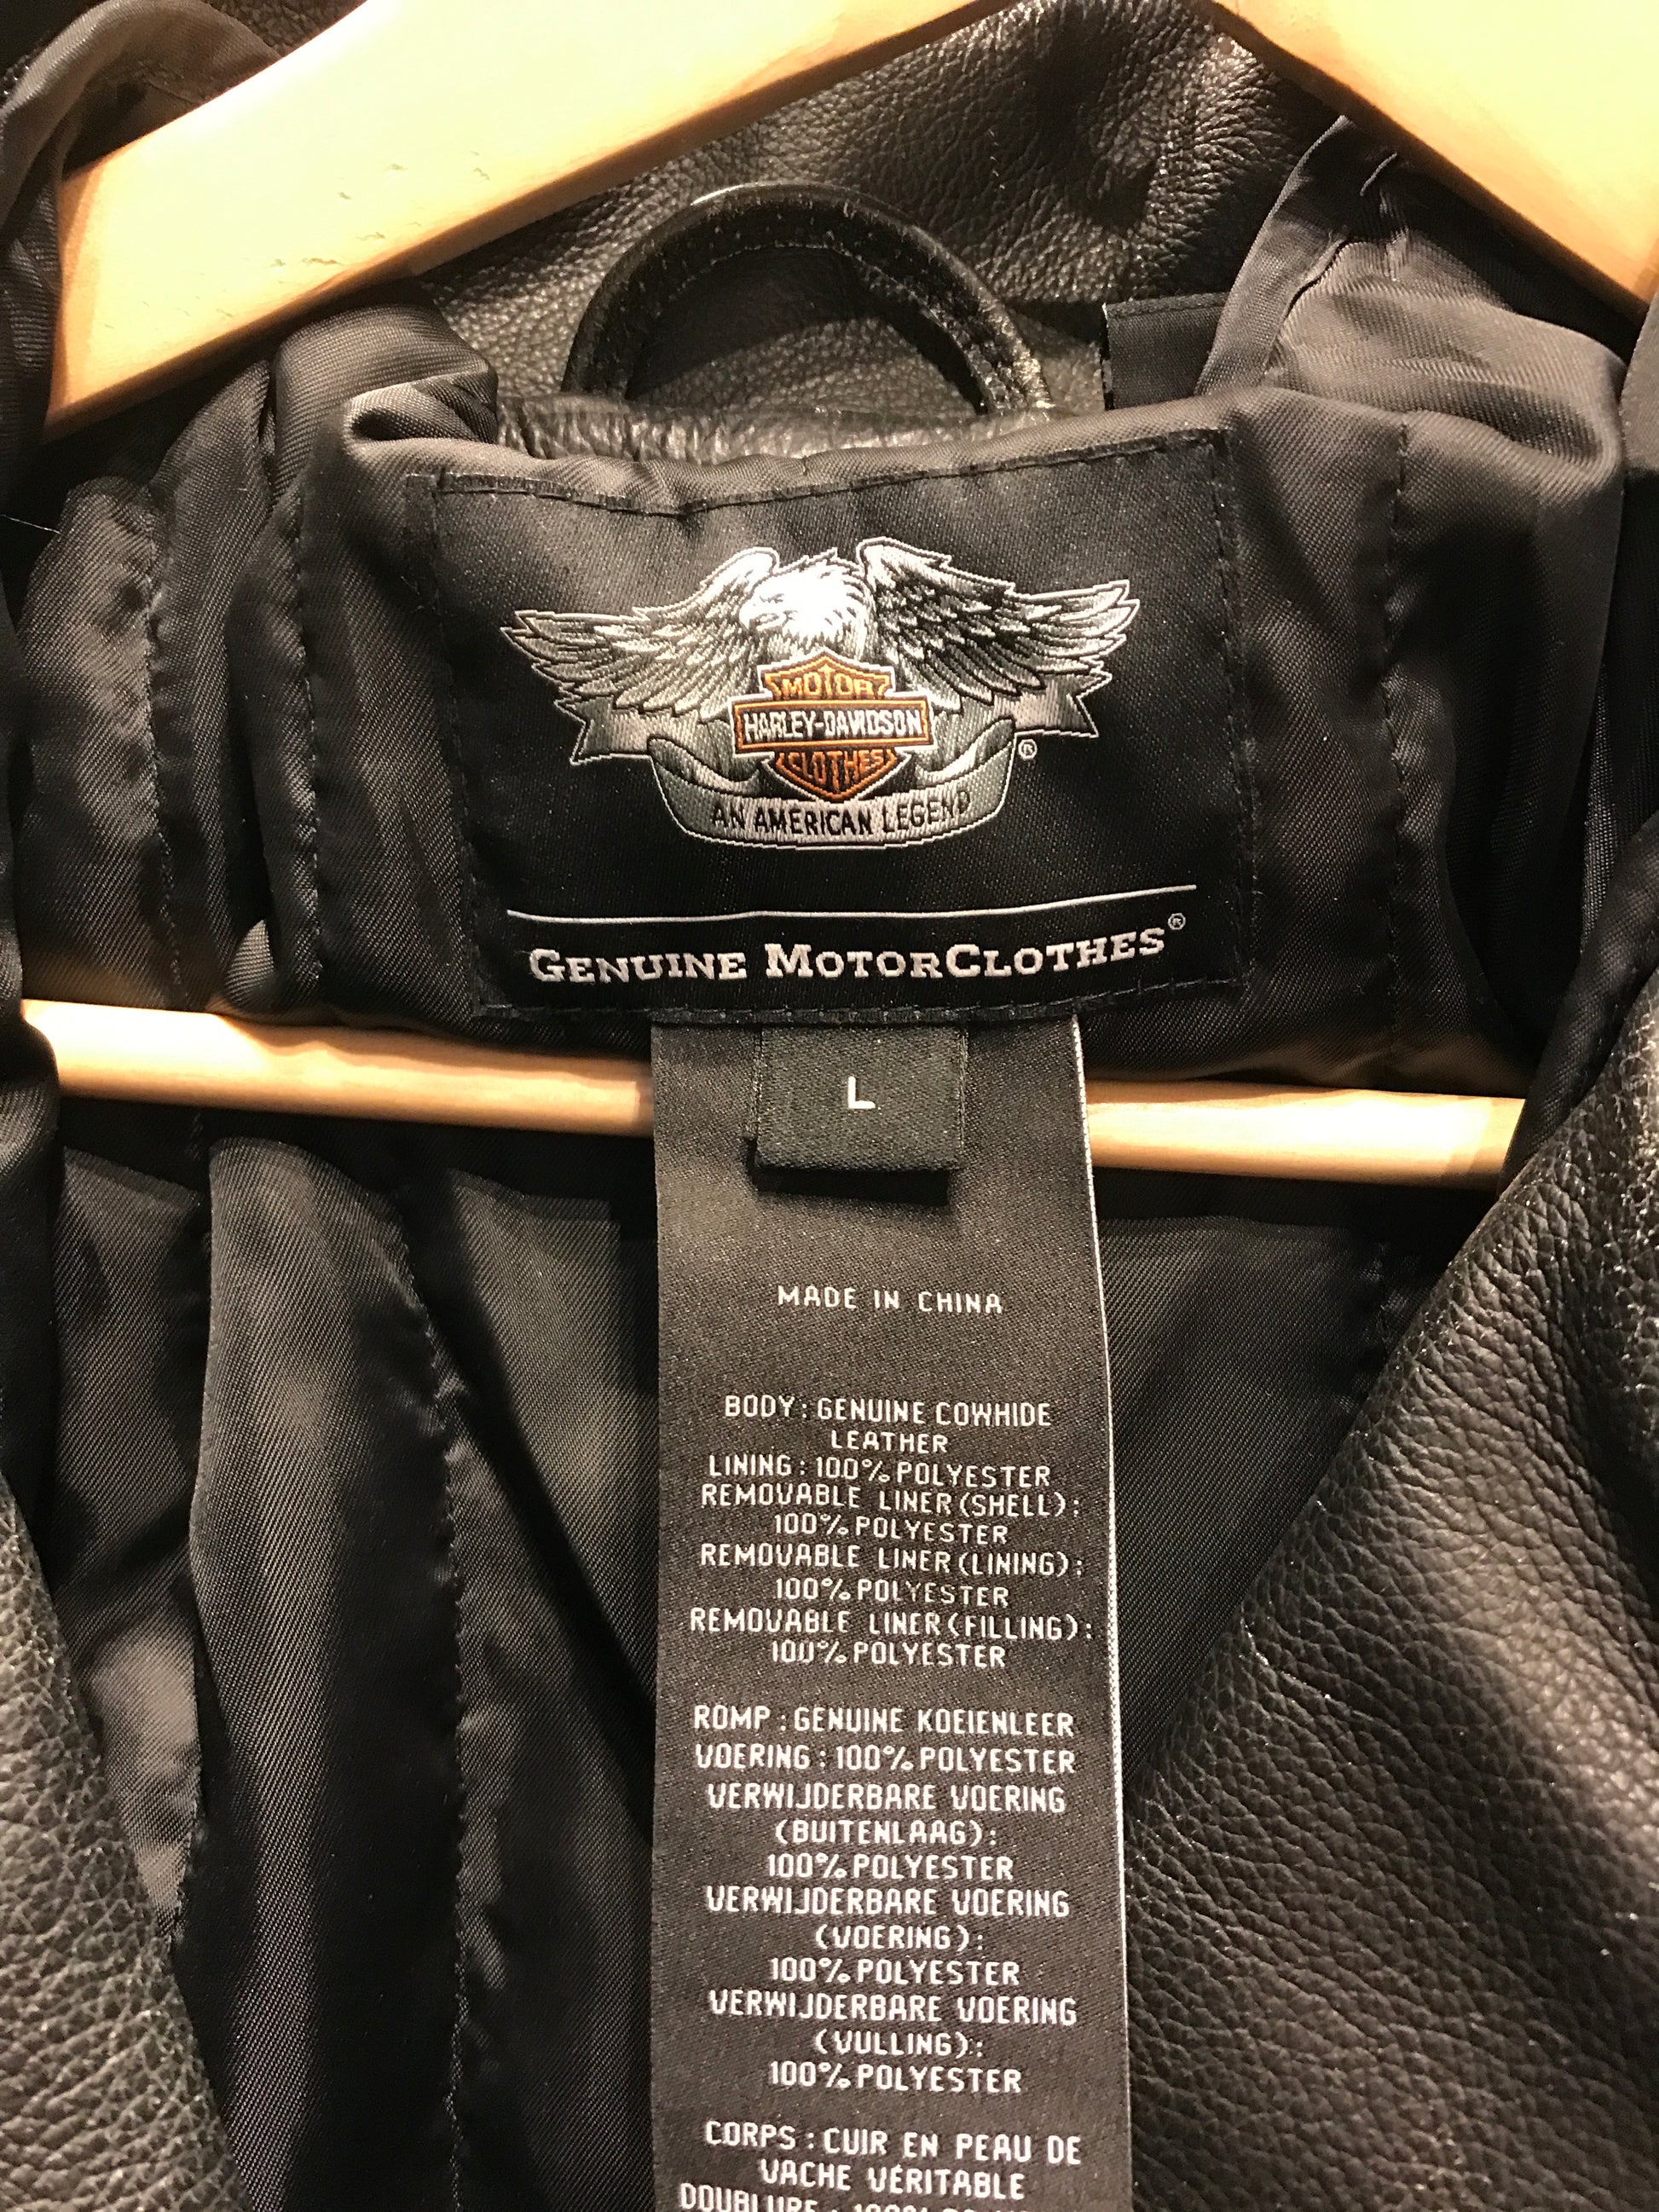 MOTOR
HARLEY-DAVIDSON
CLOTHES
®
AN AMERICAN LEGEND
GENUINE MOTORCLOTHES®
L
MADE IN CHINA
BODY: GENUINE COWHIDE
LEATHER
LINING: 100% POLYESTER
REMOVABLE LINER (SHELL):
100% POLYESTER
REMOVABLE LINER (LINING):
100% POLYESTER
REMOVABLE LINER (FILLING):
100% POLYESTER
ROMP: GENUINE KOEIENLEER
VOERING: 100% POLYESTER
VERWIJDERBARE VOERING
(BUITENLAAG):
100% POLYESTER
VERWIJDERBARE VOERING
(VOERING):
100% POLYESTER
VERWIJDERBARE VOERING
(VULLING):
100% POLYESTER
CORPS: CUIR EN PEAU DE
VACHE VÉRITABLE
DOUBLURE: 100%